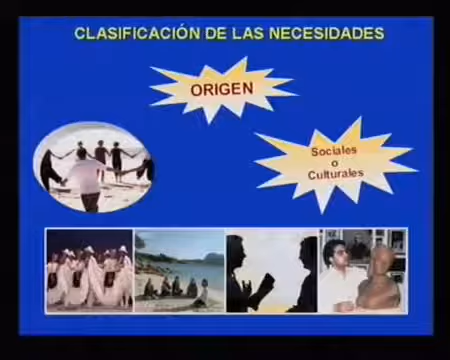 CLASIFICACIÓN DE LAS NECESIDADES
ORIGEN
Sociales
o
Culturales